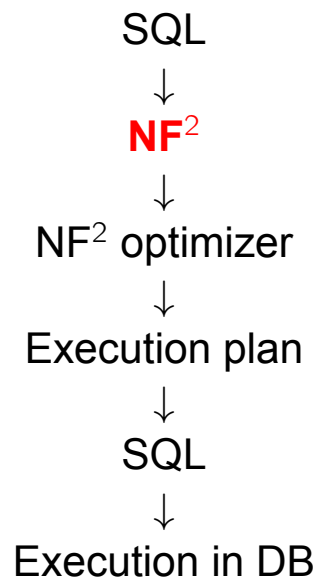 SQL
↓
NF²
↓
NF² optimizer
↓
Execution plan
↓
SQL
↓
Execution in DB